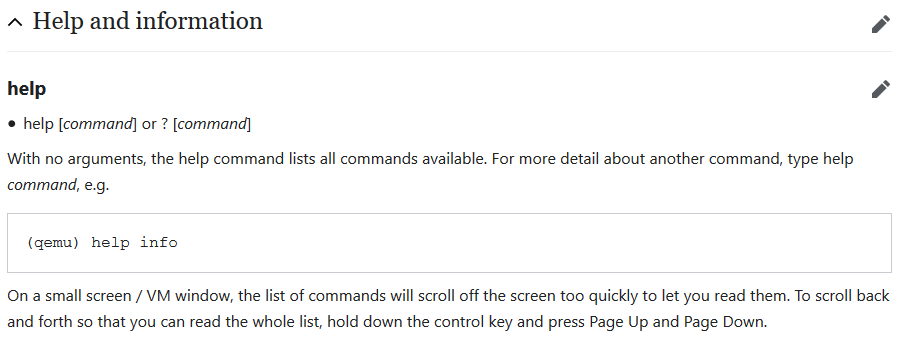 Help and information
help
• help [command] or ? [command]
With no arguments, the help command lists all commands available. For more detail about another command, type help
command, e.g.
(qemu) help info
On a small screen / VM window, the list of commands will scroll off the screen too quickly to let you read them. To scroll back
and forth so that you can read the whole list, hold down the control key and press Page Up and Page Down.